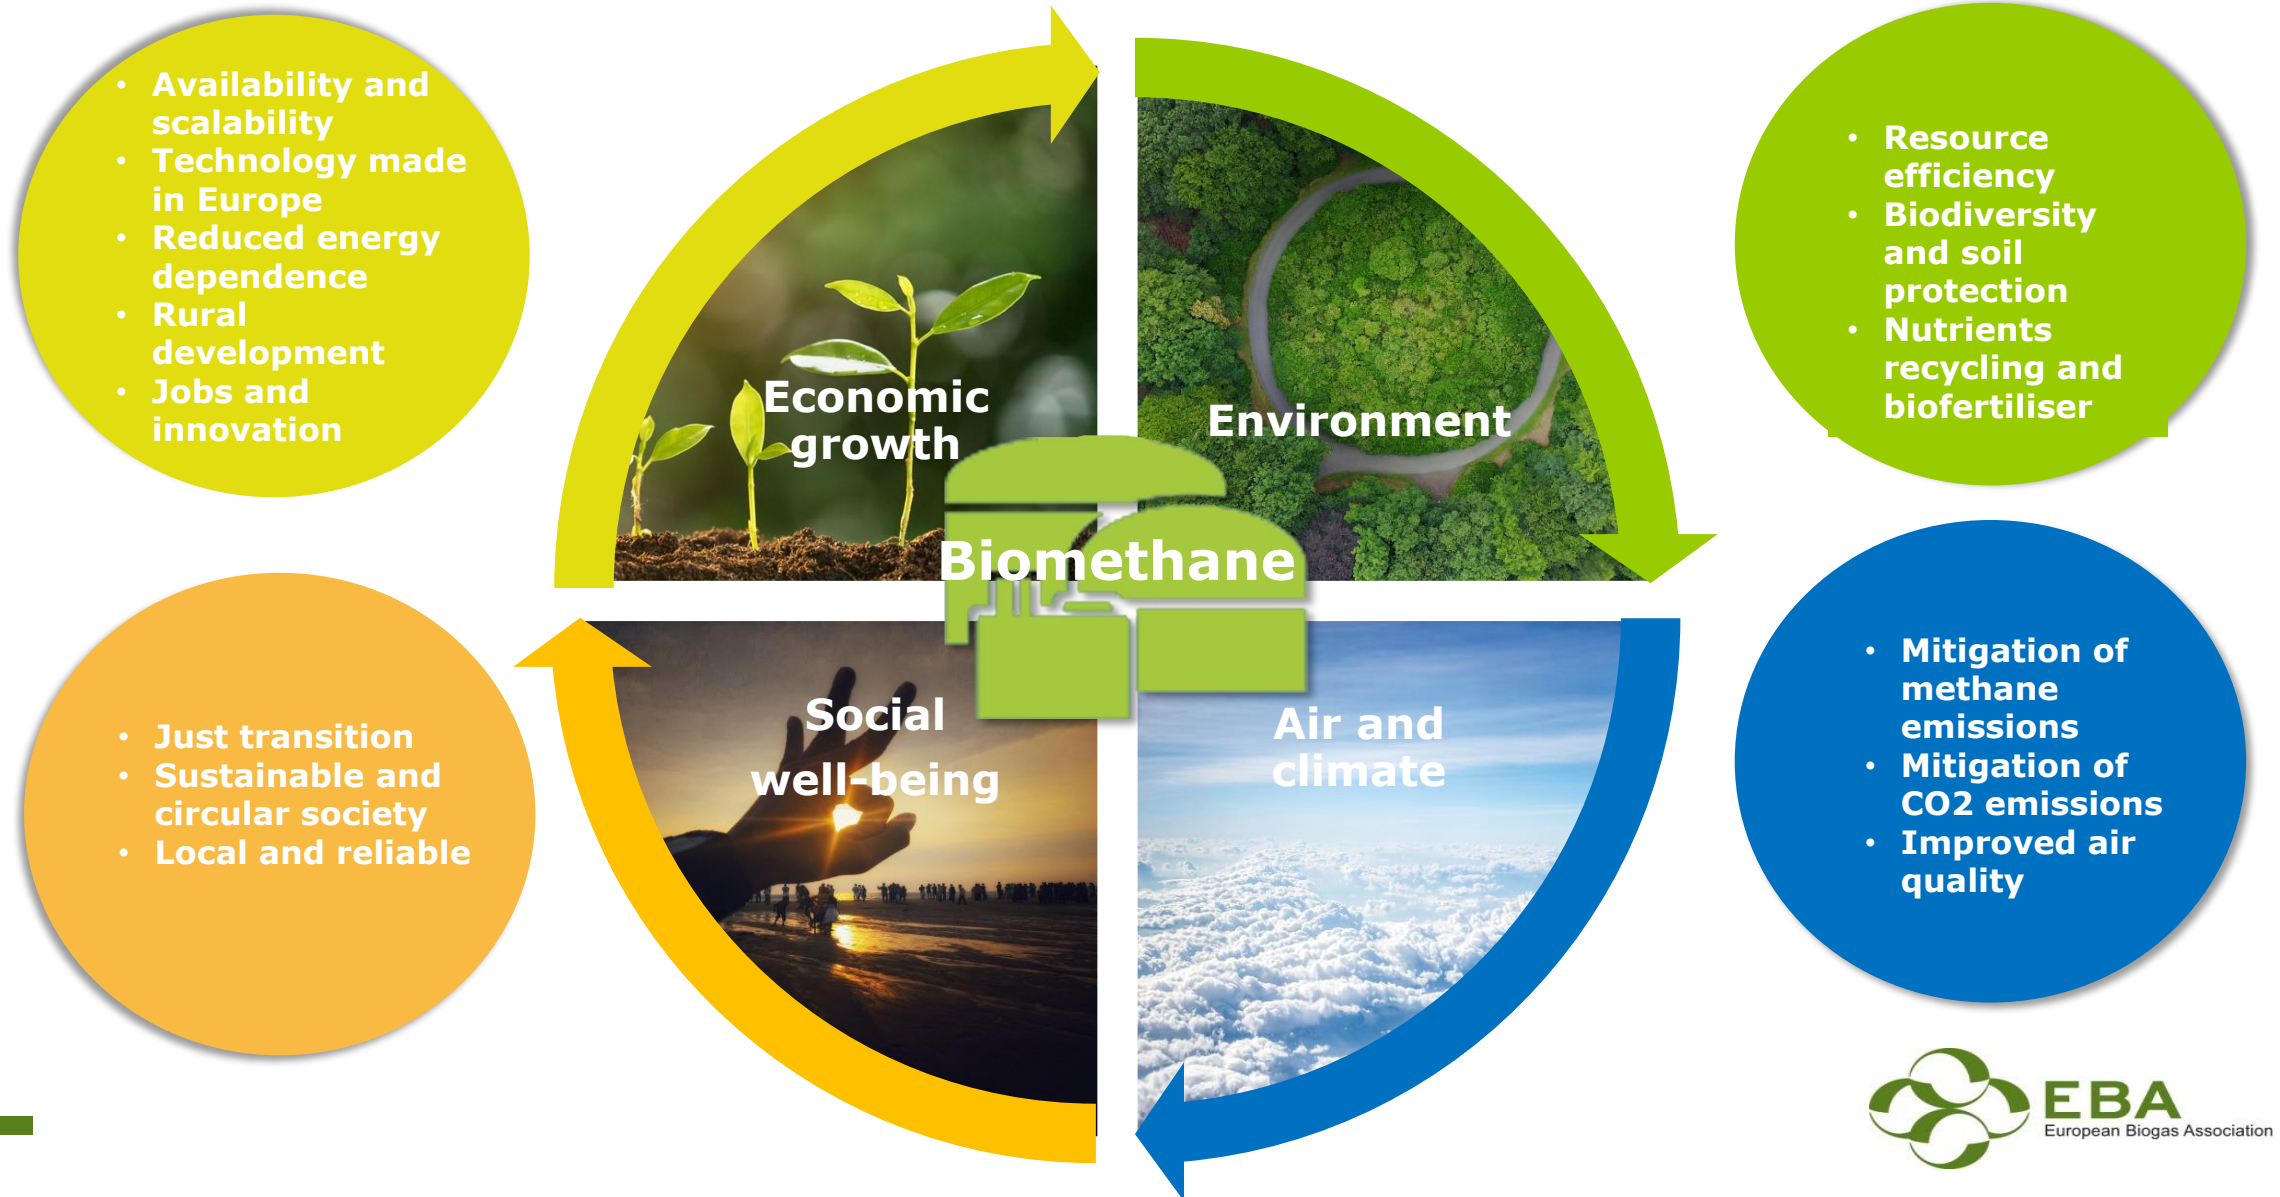 • Availability and
scalability
• Technology made
in Europe
• Reduced energy
dependence
• Rural
development
• Jobs and
innovation
Economic
growth
Environment
• Resource
efficiency
• Biodiversity
and soil
protection
• Nutrients
recycling and
biofertiliser
Biomethane
• Just transition
• Sustainable and
circular society
• Local and reliable
Social
well-being
Air and
climate
• Mitigation of
methane
emissions
• Mitigation of
CO2 emissions
• Improved air
quality
EBA
European Biogas Association